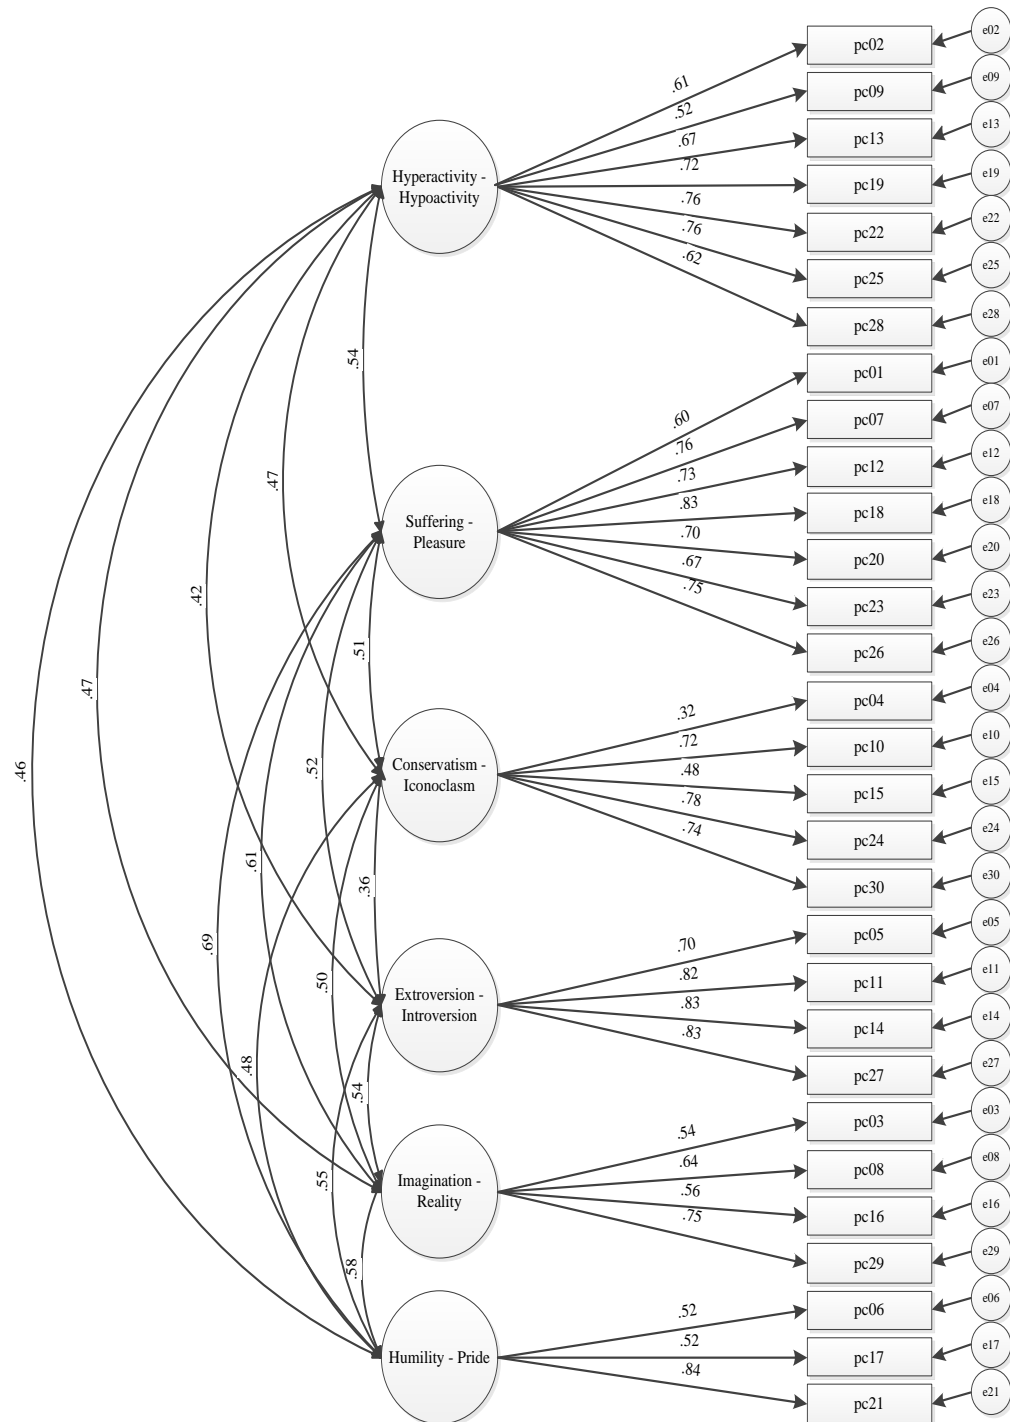 e02
pc02
.61
e09
pc09
.52
e13
pc13
.67
.72
Hyperactivity -
Hypoactivity
e19
pc19
.76
e22
pc22
.76
e25
pc25
.62
e28
pc28
.54
e01
pc01
.60
e07
pc07
.76
e12
pc12
.73
.47
e18
pc18
.83
Suffering -
Pleasure
.70
e20
pc20
.67
e23
pc23
.75
.42
e26
pc26
.51
e04
pc04
.47
.32
e10
pc10
.72
.46
.52
Conservatism -
Iconoclasm
.48
e15
pc15
.78
e24
pc24
.74
.61
.36
e30
pc30
e05
pc05
.69
.70
e11
pc11
.82
.50
Extroversion -
Introversion
.83
e14
pc14
.83
e27
pc27
.48
.54
e03
pc03
.54
.55
.64
e08
pc08
Imagination -
Reality
.56
e16
pc16
.75
e29
pc29
.58
e06
pc06
.52
.52
e17
pc17
Humility - Pride
.84
e21
pc21